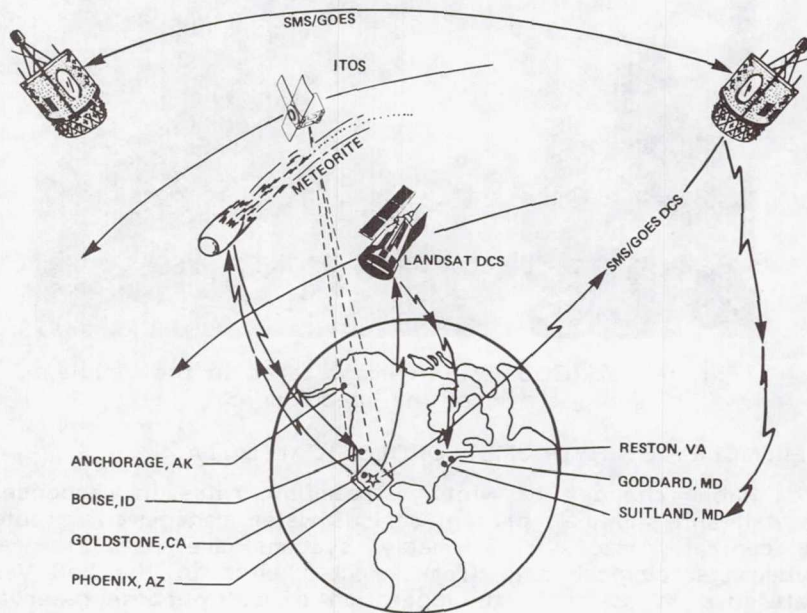 SMS/GOES
ITOS
METEORITE
LANDSAT DCS
SMS/GOES DCS
ANCHORAGE, AK
BOISE, ID
GOLDSTONE, CA
PHOENIX, AZ
RESTON, VA
GODDARD, MD
SUITLAND, MD